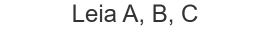 Leia A, B, C